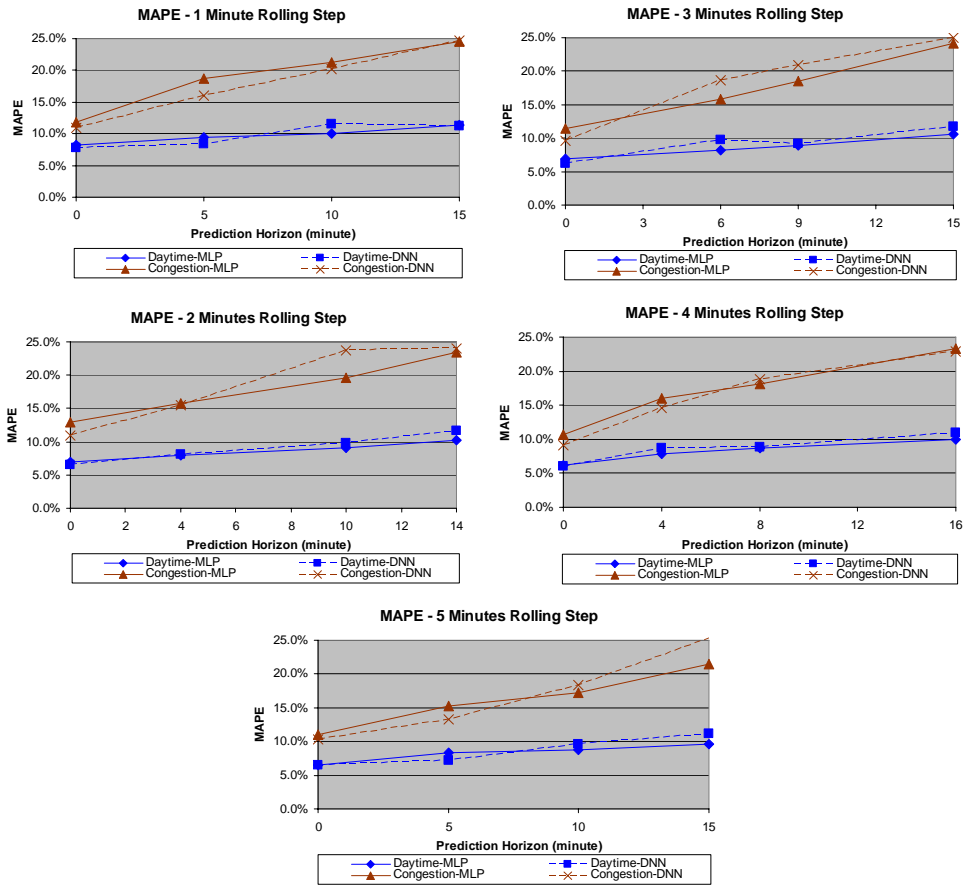 MAPE - 1 Minute Rolling Step
25.0%
20.0%
15.0%
10.0%
5.0%
0.0%
MAPE
0 5 10 15
Prediction Horizon (minute)
Daytime-MLP Daytime-DNN
Congestion-MLP Congestion-DNN
MAPE - 3 Minutes Rolling Step
25.0%
20.0%
15.0%
10.0%
5.0%
0.0%
MAPE
0 3 6 9 12 15
Prediction Horizon (minute)
Daytime-MLP Daytime-DNN
Congestion-MLP Congestion-DNN
MAPE - 2 Minutes Rolling Step
25.0%
20.0%
15.0%
10.0%
5.0%
0.0%
MAPE
0 2 4 6 8 10 12 14
Prediction Horizon (minute)
Daytime-MLP Daytime-DNN
Congestion-MLP Congestion-DNN
MAPE - 4 Minutes Rolling Step
25.0%
20.0%
15.0%
10.0%
5.0%
0.0%
MAPE
0 4 8 12 16
Prediction Horizon (minute)
Daytime-MLP Daytime-DNN
Congestion-MLP Congestion-DNN
MAPE - 5 Minutes Rolling Step
25.0%
20.0%
15.0%
10.0%
5.0%
0.0%
MAPE
0 5 10 15
Prediction Horizon (minute)
Daytime-MLP Daytime-DNN
Congestion-MLP Congestion-DNN